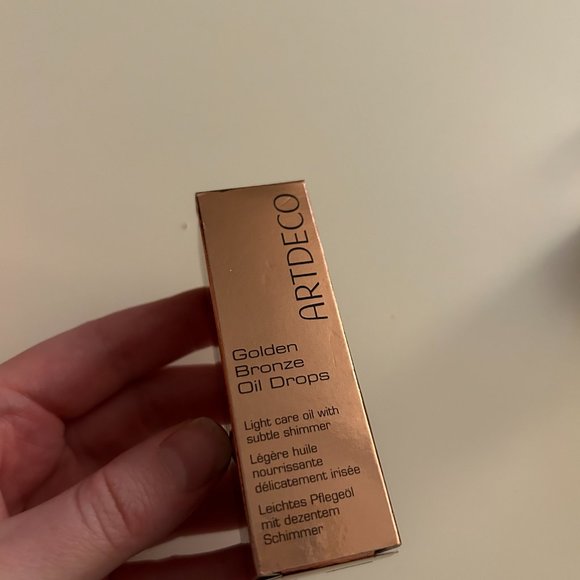 ARTDECO
Golden
Bronze
Oil Drops
Light care oil with
subtle shimmer
Légère huile
nourrissante
délicatement irisée
Leichtes Pflegeöl
mit dezentem
Schimmer